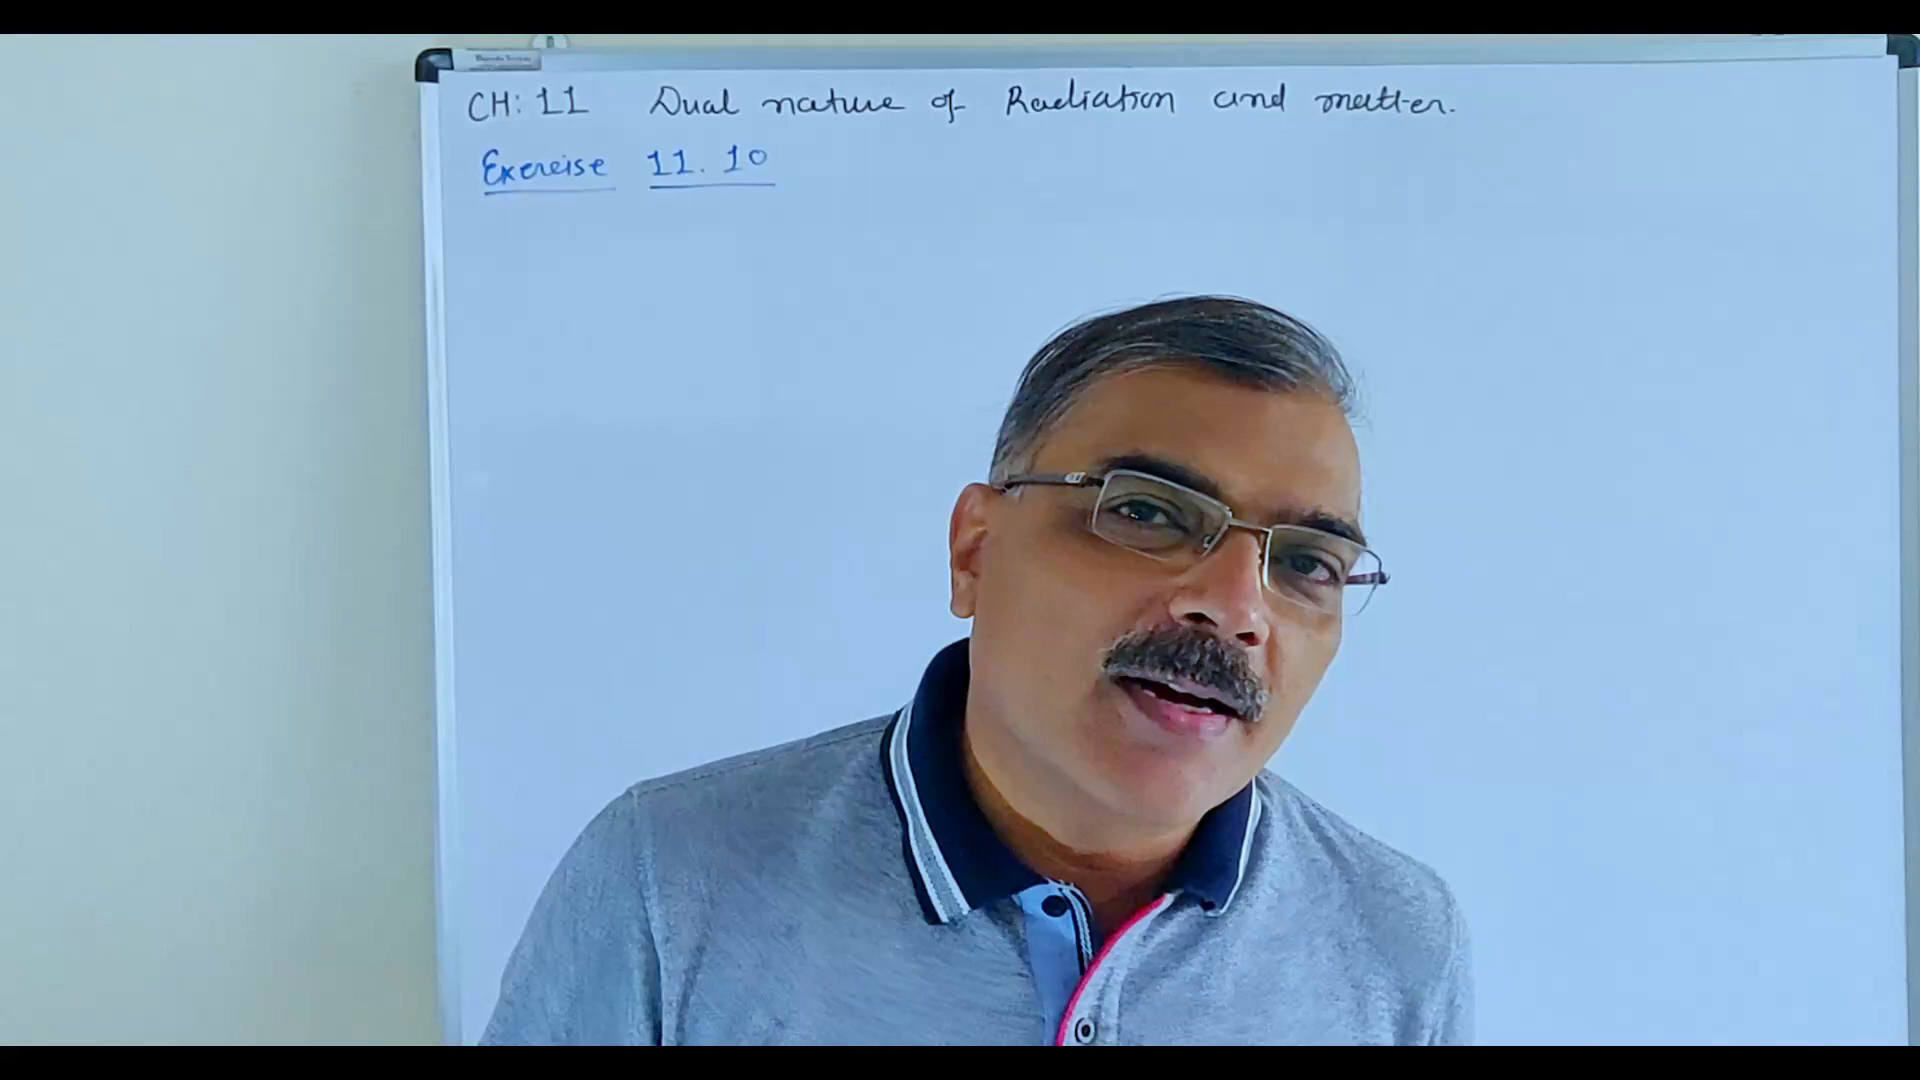 CH: 11 Dual nature of Radiation and matter.
Exercise 11.10